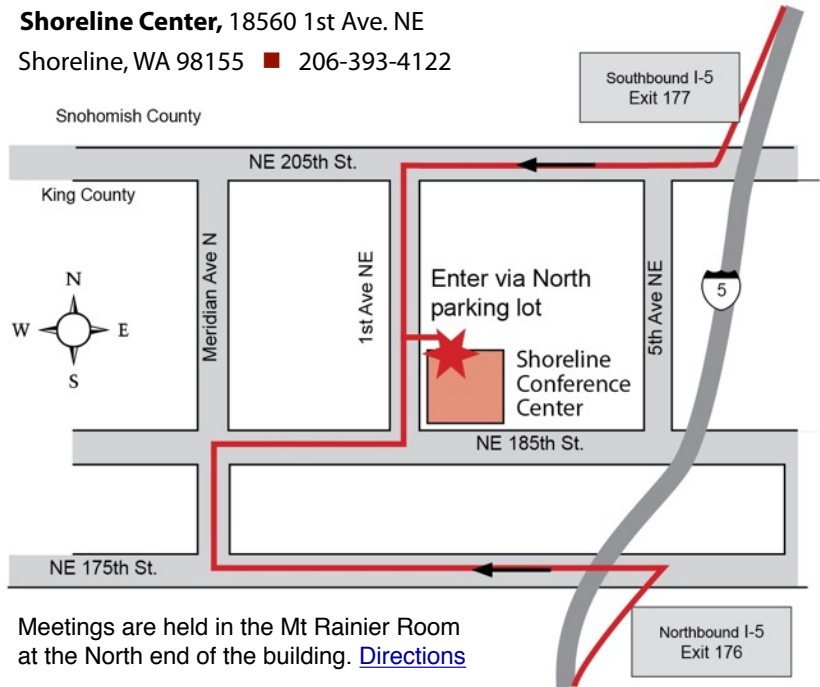 Shoreline Center, 18560 1st Ave. NE
Shoreline, WA 98155 ■ 206-393-4122
Southbound I-5
Exit 177
Snohomish County
NE 205th St.
King County
Meridian Ave N
1st Ave NE
5th Ave NE
Enter via North
parking lot
5
N
W E
S
Shoreline
Conference
Center
NE 185th St.
NE 175th St.
Meetings are held in the Mt Rainier Room
at the North end of the building. Directions
Northbound I-5
Exit 176